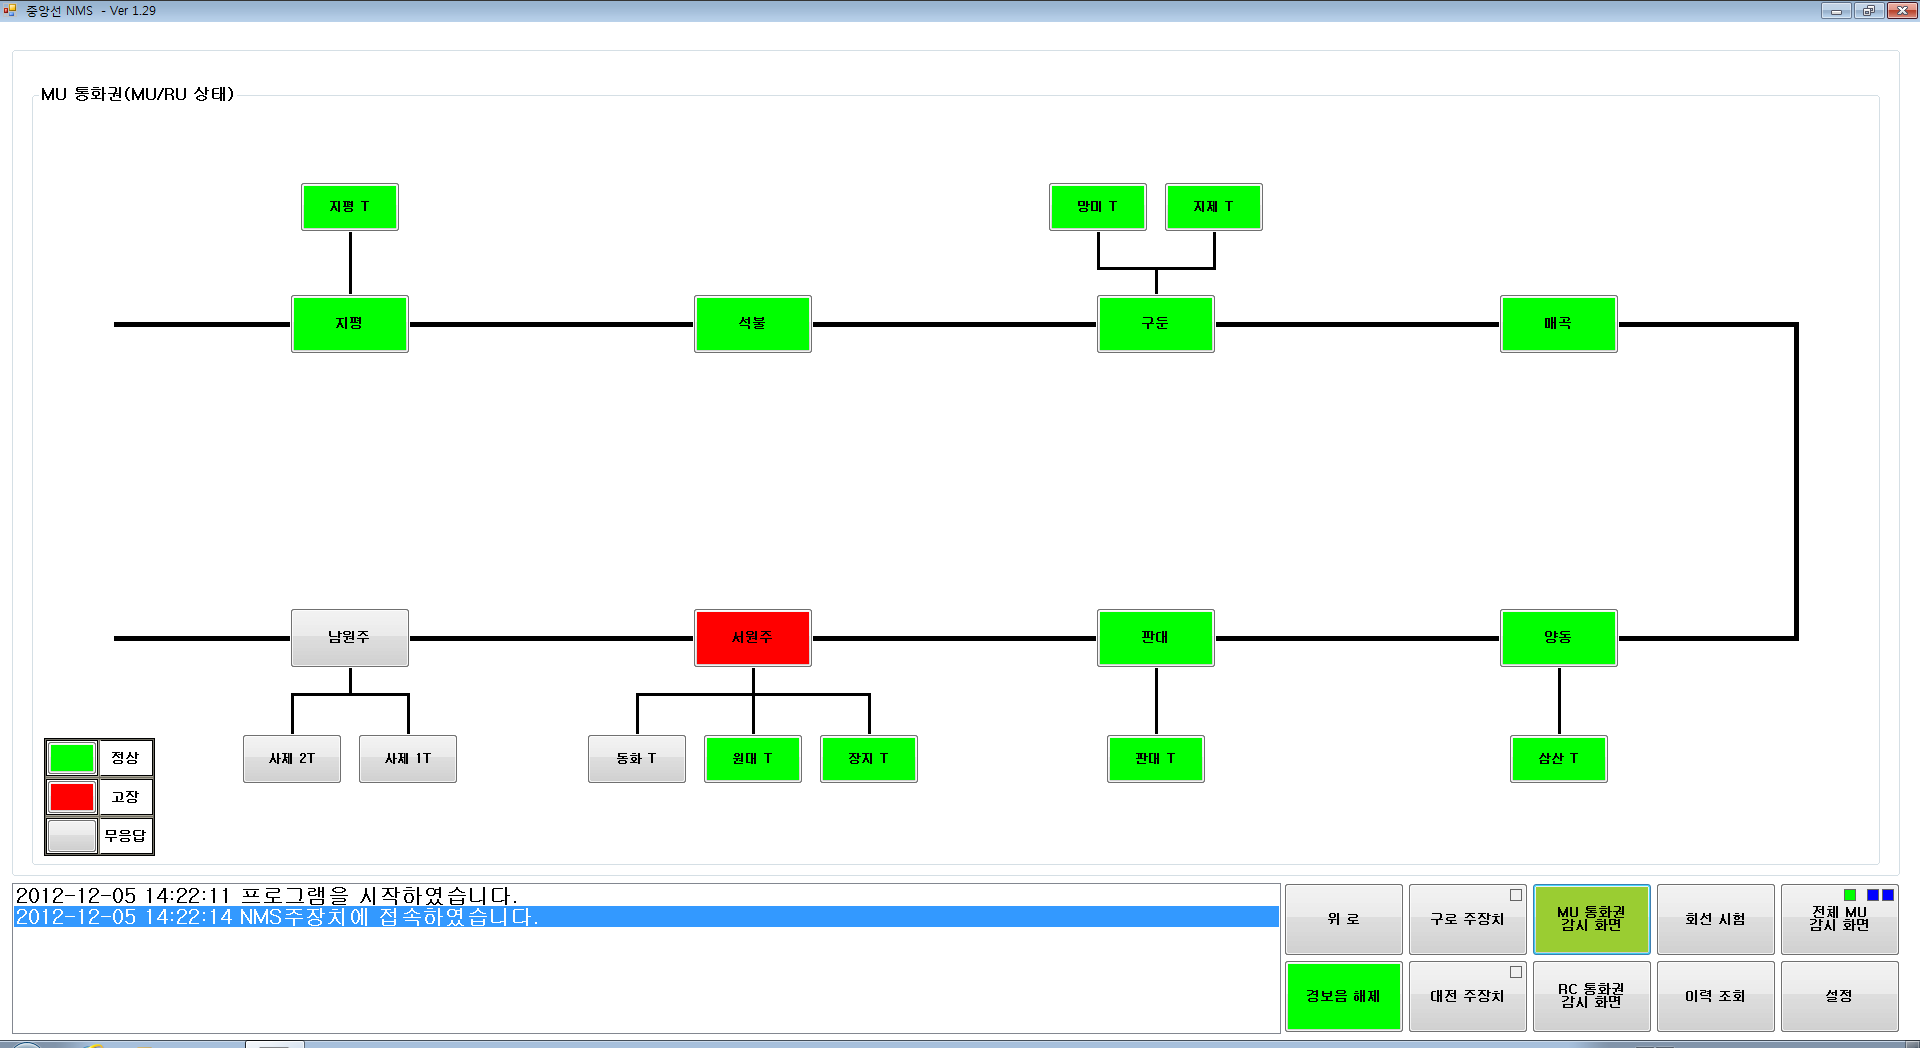 중앙선 NMS - Ver 1.29
MU 통화권(MU/RU 상태)
지평 T
망미 T
지제 T
지평
석불
구둔
매곡
남원주
서원주
판대
양동
사제 2T
사제 1T
동화 T
원대 T
장지 T
판대 T
삼산 T
정상
고장
무응답
2012-12-05 14:22:11 프로그램을 시작하였습니다.
2012-12-05 14:22:14 NMS주장치에 접속하였습니다.
위 로
구로 주장치
MU 통화권
감시 화면
회선 시험
전체 MU
감시 화면
경보음 해제
대전 주장치
RC 통화권
감시 화면
이력 조회
설정